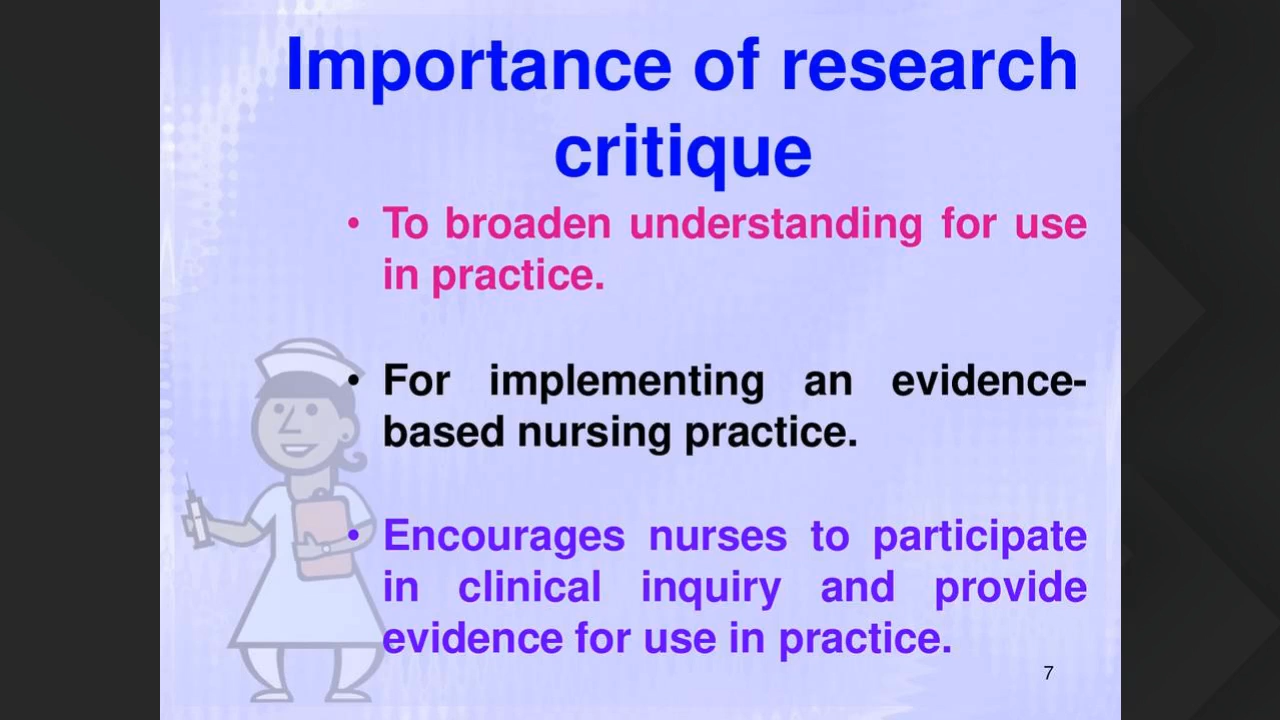 Importance of research
critique
• To broaden understanding for use
in practice.
• For implementing an evidence-
based nursing practice.
• Encourages nurses to participate
in clinical inquiry and provide
evidence for use in practice.
7